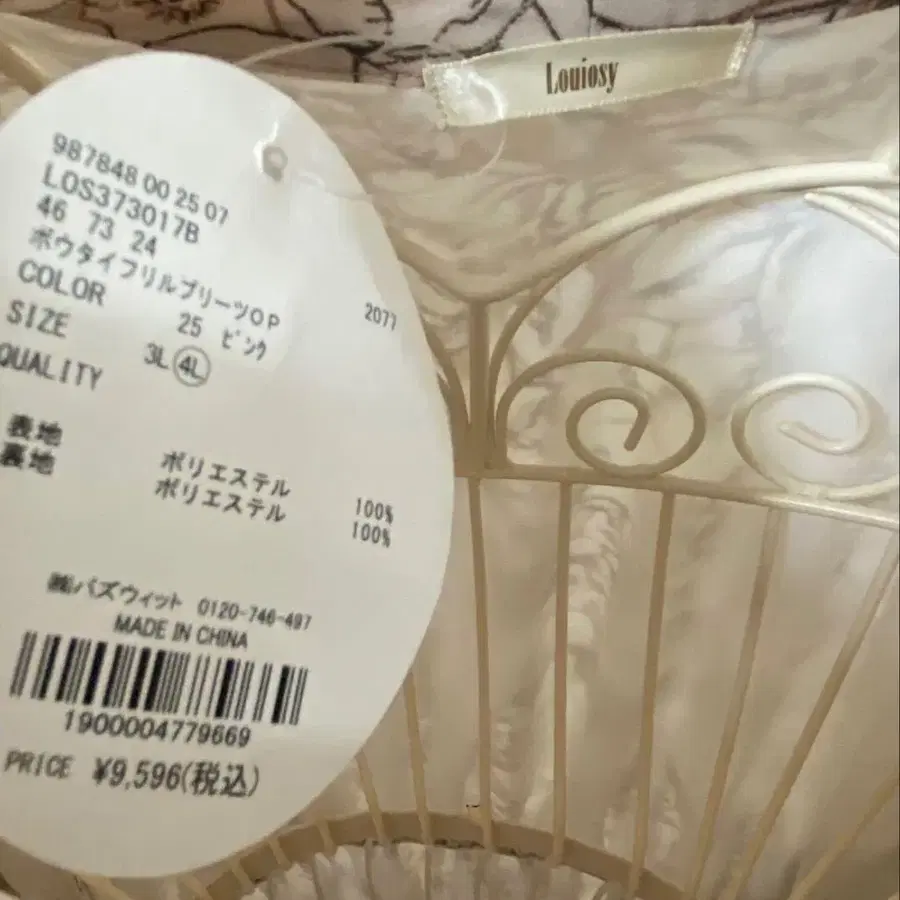 Louiosy
987848 00 25 07
LOS373017B
46 73 24
ボウタイフリルプリーツOP 2077
COLOR 25 ピンク
SIZE 3L 4L
QUALITY
表地 ポリエステル 100%
裏地 ポリエステル 100%
㈱バズウィット 0120-746-497
MADE IN CHINA
1900004779669
PRICE ¥9,596(税込)